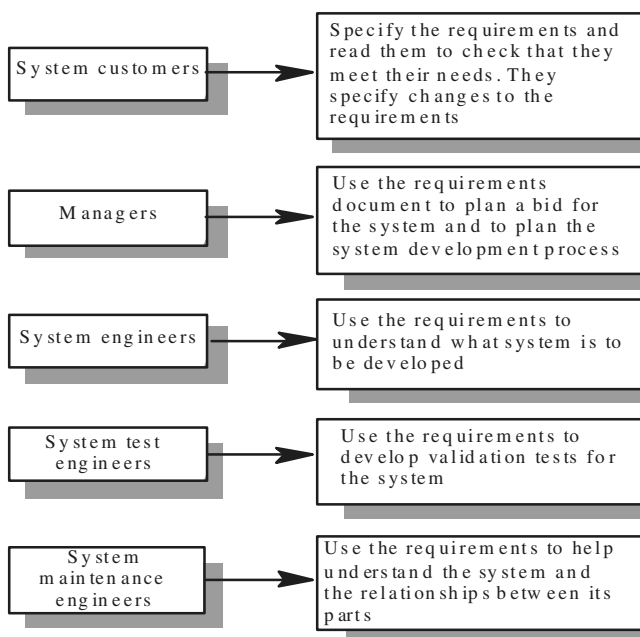 System customers
Specify the requirements and
read them to check that they
meet their needs. They
specify changes to the
requirements
Managers
Use the requirements
document to plan a bid for
the system and to plan the
system development process
System engineers
Use the requirements to
understand what system is to
be developed
System test
engineers
Use the requirements to
develop validation tests for
the system
System
maintenance
engineers
Use the requirements to help
understand the system and
the relationships between its
parts